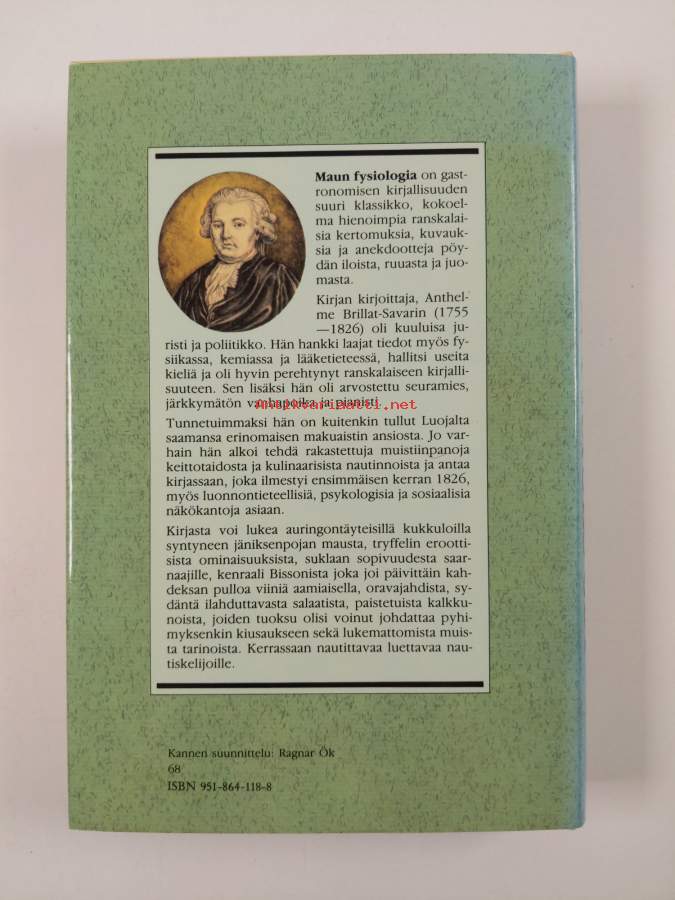 Maun fysiologia on gast-
ronomisen kirjallisuuden
suuri klassikko, kokoel-
ma hienoimpia ranskalai-
sia kertomuksia, kuvauk-
sia ja anekdootteja pöy-
dän iloista, ruuasta ja juo-
masta.
Kirjan kirjoittaja, Anthel-
me Brillat-Savarin (1755
—1826) oli kuuluisa ju-
risti ja poliitikko. Hän hankki laajat tiedot myös fy-
siikassa, kemiassa ja lääketieteessä, hallitsi useita
kieliä ja oli hyvin perehtynyt ranskalaiseen kirjalli-
suuteen. Sen lisäksi hän oli arvostettu seuramies,
järkkymätön vanhapoika ja pianisti.
antikvariaatti.net
Tunnetuimmaksi hän on kuitenkin tullut Luojalta
saamansa erinomaisen makuaistin ansiosta. Jo var-
hain hän alkoi tehdä rakastettuja muistiinpanoja
keittotaidosta ja kulinaarisista nautinnoista ja antaa
kirjassaan, joka ilmestyi ensimmäisen kerran 1826,
myös luonnontieteellisiä, psykologisia ja sosiaalisia
näkökantoja asiaan.
Kirjasta voi lukea auringontäyteisillä kukkuloilla
syntyneen jäniksenpojan mausta, tryffelin erootti-
sista ominaisuuksista, suklaan sopivuudesta saar-
naajille, kenraali Bissonista joka joi päivittäin kah-
deksan pulloa viiniä aamiaisella, oravajahdista, sy-
däntä ilahduttavasta salaatista, paistetuista kalkku-
noista, joiden tuoksu olisi voinut johdattaa pyhi-
myksenkin kiusaukseen sekä lukemattomista muis-
ta tarinoista. Kerrassaan nautittavaa luettavaa nau-
tiskelijoille.
Kannen suunnittelu: Ragnar Ök
68
ISBN 951-864-118-8